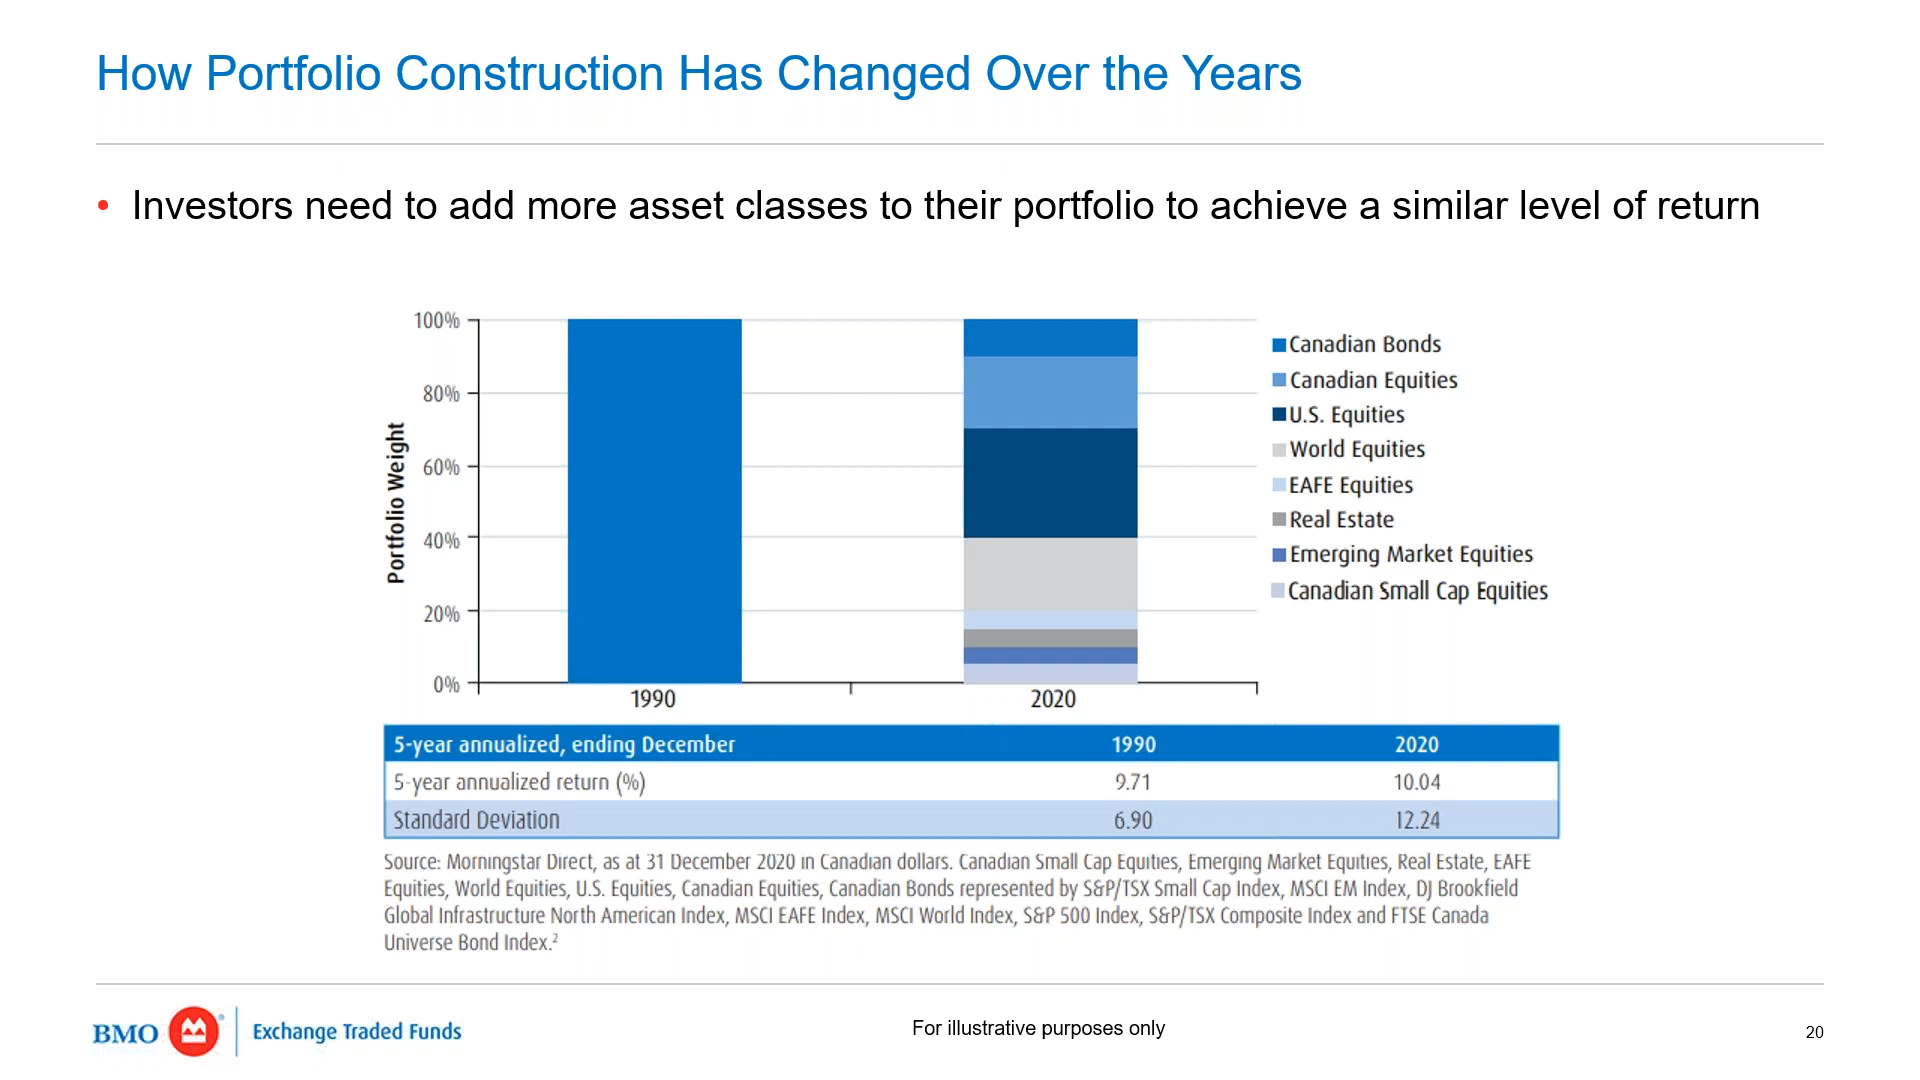 How Portfolio Construction Has Changed Over the Years
• Investors need to add more asset classes to their portfolio to achieve a similar level of return
Portfolio Weight
100%
80%
60%
40%
20%
0%
1990
2020
Canadian Bonds
Canadian Equities
U.S. Equities
World Equities
EAFE Equities
Real Estate
Emerging Market Equities
Canadian Small Cap Equities
5-year annualized, ending December 1990 2020
5-year annualized return (%) 9.71 10.04
Standard Deviation 6.90 12.24
Source: Morningstar Direct, as at 31 December 2020 in Canadian dollars. Canadian Small Cap Equities, Emerging Market Equities, Real Estate, EAFE
Equities, World Equities, U.S. Equities, Canadian Equities, Canadian Bonds represented by S&P/TSX Small Cap Index, MSCI EM Index, DJ Brookfield
Global Infrastructure North American Index, MSCI EAFE Index, MSCI World Index, S&P 500 Index, S&P/TSX Composite Index and FTSE Canada
Universe Bond Index.²
BMO ® Exchange Traded Funds
For illustrative purposes only
20